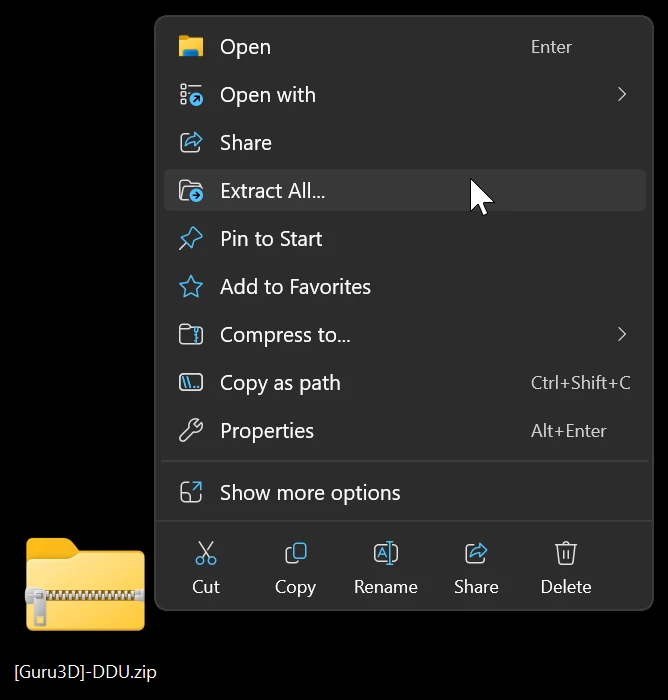 Open Enter
Open with
Share
Extract All...
Pin to Start
Add to Favorites
Compress to...
Copy as path Ctrl+Shift+C
Properties Alt+Enter
Show more options
Cut Copy Rename Share Delete
[Guru3D]-DDU.zip